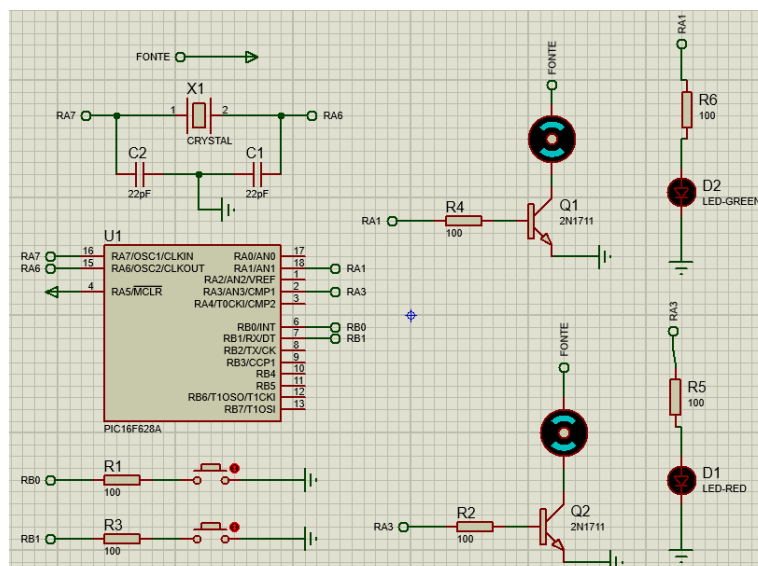 FONTE
X1
RA7
1
2
RA6
CRYSTAL
C2
C1
22pF
22pF
U1
RA7
16
RA7/OSC1/CLKIN
RA6
15
RA6/OSC2/CLKOUT
4
RA5/MCLR
RA0/AN0
17
RA1/AN1
18
RA1
RA2/AN2/VREF
1
RA3/AN3/CMP1
2
RA3
RA4/T0CKI/CMP2
3
RB0/INT
6
RB0
RB1/RX/DT
7
RB1
RB2/TX/CK
8
RB3/CCP1
9
RB4
10
RB5
11
RB6/T1OSO/T1CKI
12
RB7/T1OSI
13
PIC16F628A
RB0
R1
100
RB1
R3
100
FONTE
RA1
R4
100
Q1
2N1711
RA1
R6
100
D2
LED-GREEN
FONTE
RA3
R2
100
Q2
2N1711
RA3
R5
100
D1
LED-RED